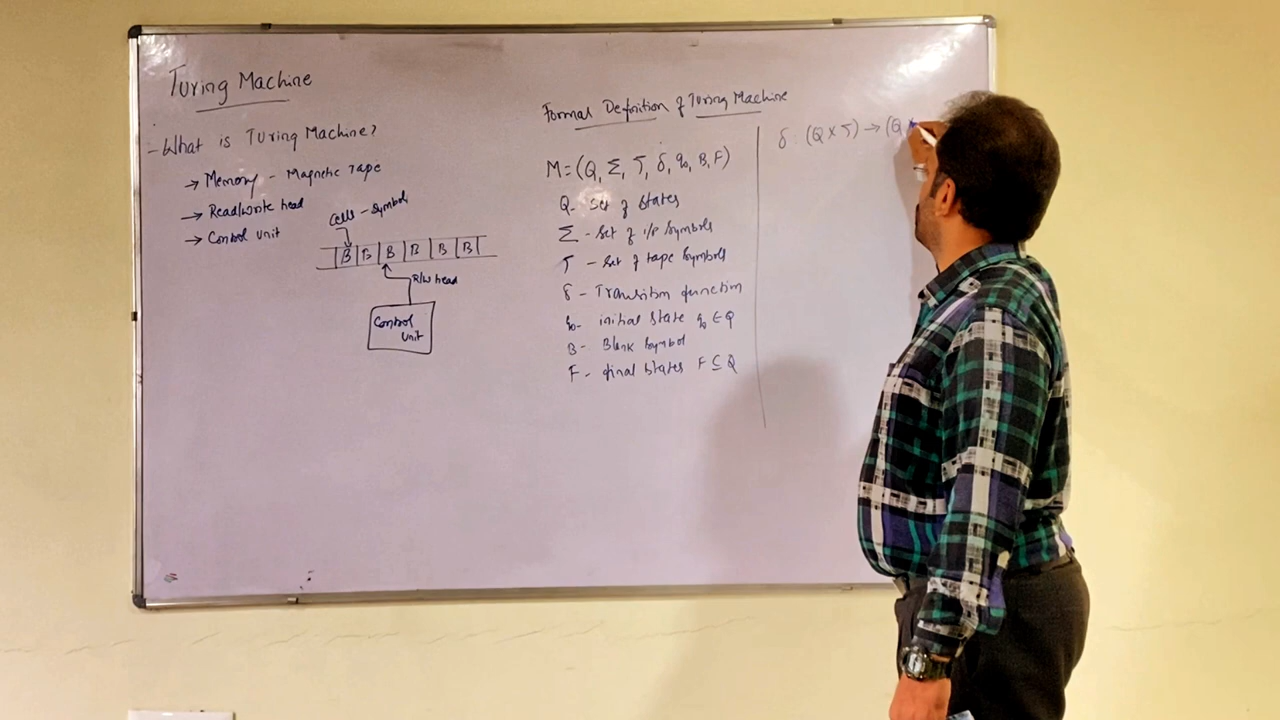 Turing Machine
- What is Turing Machine?
→ Memory - Magnetic Tape
→ Read/write head
→ Control unit
Cells - Symbol
B B B B B B
R/W head
Control
Unit
Formal Definition of Turing Machine
M=(Q, Σ, Γ, δ, q₀, B, F)
Q - Set of States
Σ - Set of i/p Symbols
Γ - Set of tape Symbols
δ - Transition function
q₀ - initial State q₀ ∈ Q
B - Blank Symbol
F - final States F ⊆ Q
δ : (Q × Γ) → (Q ×